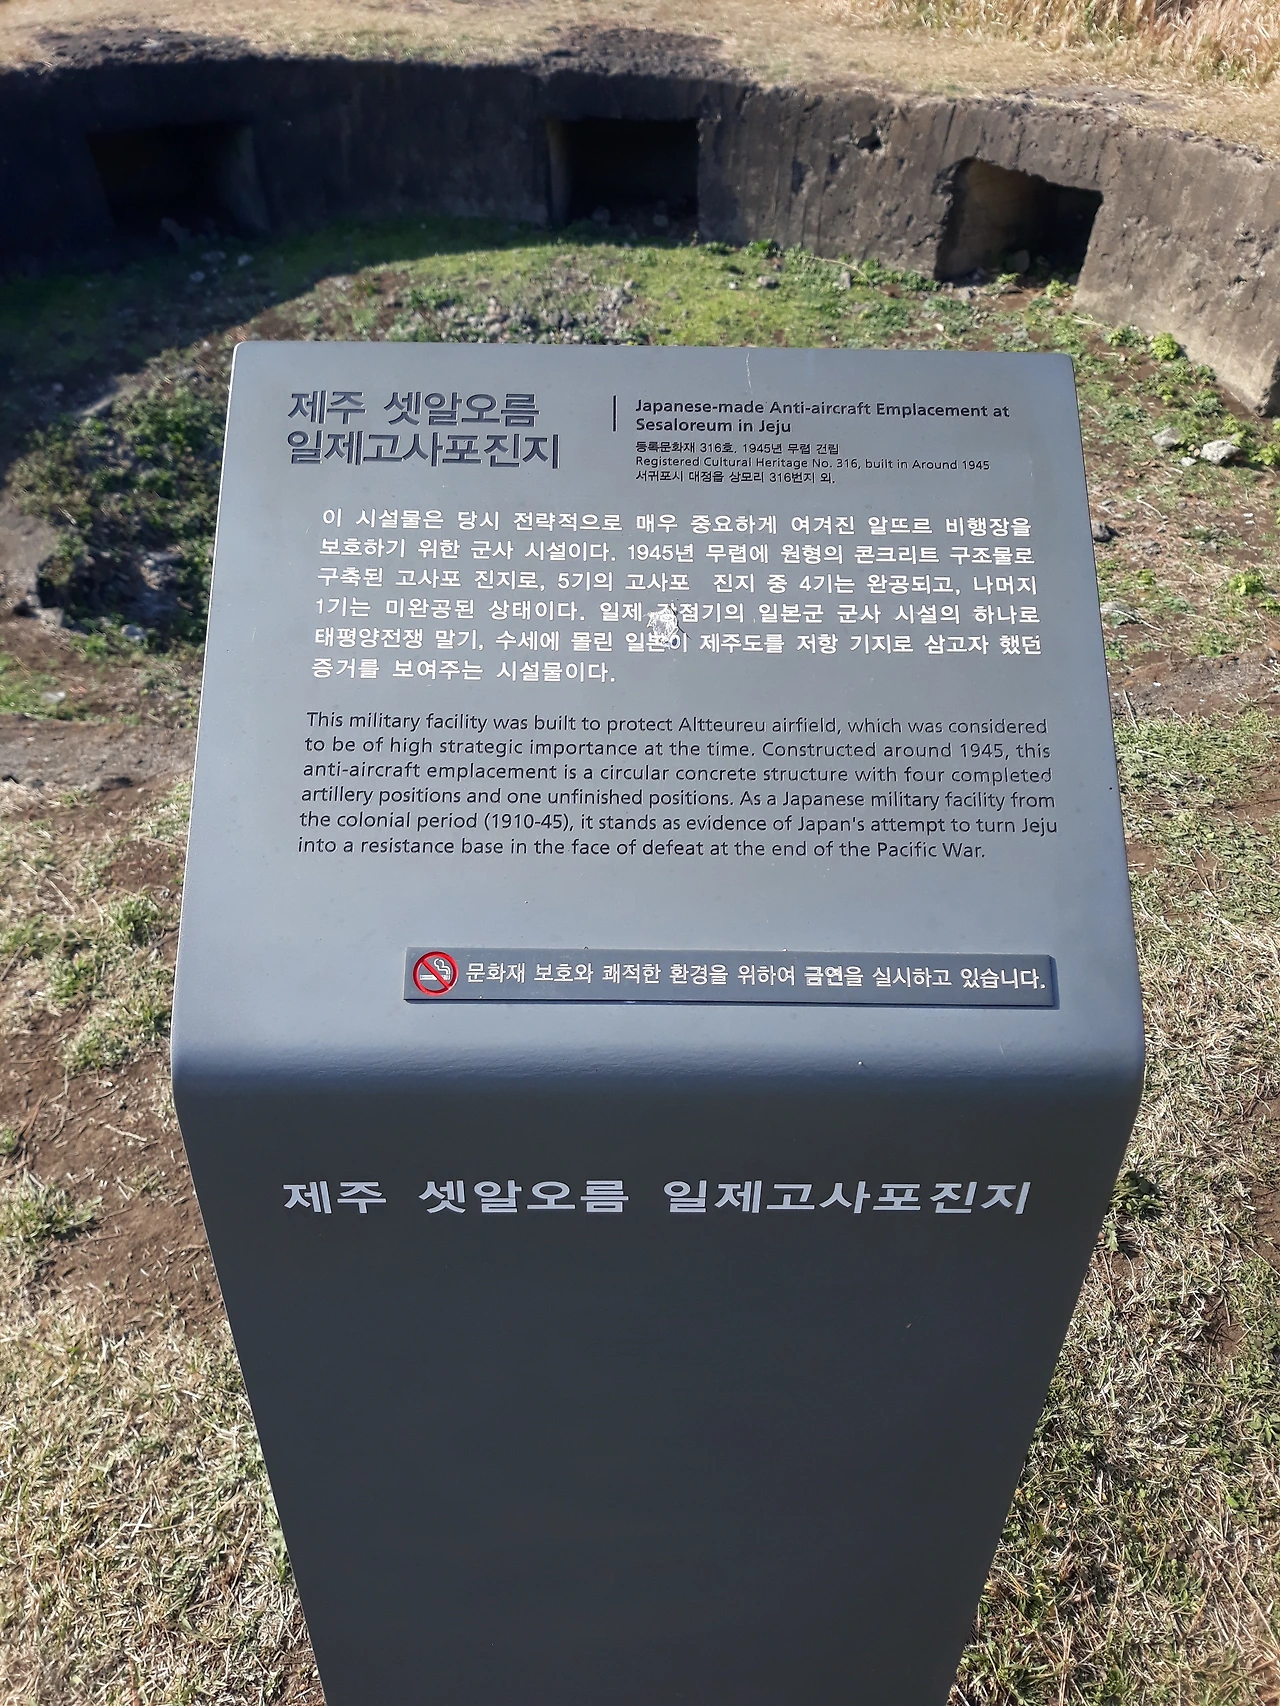 제주 셋알오름
일제고사포진지
Japanese-made Anti-aircraft Emplacement at
Sesaloreum in Jeju
등록문화재 316호, 1945년 무렵 건립
Registered Cultural Heritage No. 316, built in Around 1945
서귀포시 대정읍 상모리 316번지 외.
이 시설물은 당시 전략적으로 매우 중요하게 여겨진 알뜨르 비행장을
보호하기 위한 군사 시설이다. 1945년 무렵에 원형의 콘크리트 구조물로
구축된 고사포 진지로, 5기의 고사포 진지 중 4기는 완공되고, 나머지
1기는 미완공된 상태이다. 일제 강점기의 일본군 군사 시설의 하나로
태평양전쟁 말기, 수세에 몰린 일본이 제주도를 저항 기지로 삼고자 했던
증거를 보여주는 시설물이다.
This military facility was built to protect Altteureu airfield, which was considered
to be of high strategic importance at the time. Constructed around 1945, this
anti-aircraft emplacement is a circular concrete structure with four completed
artillery positions and one unfinished positions. As a Japanese military facility from
the colonial period (1910-45), it stands as evidence of Japan's attempt to turn Jeju
into a resistance base in the face of defeat at the end of the Pacific War.
문화재 보호와 쾌적한 환경을 위하여 금연을 실시하고 있습니다.
제주 셋알오름 일제고사포진지